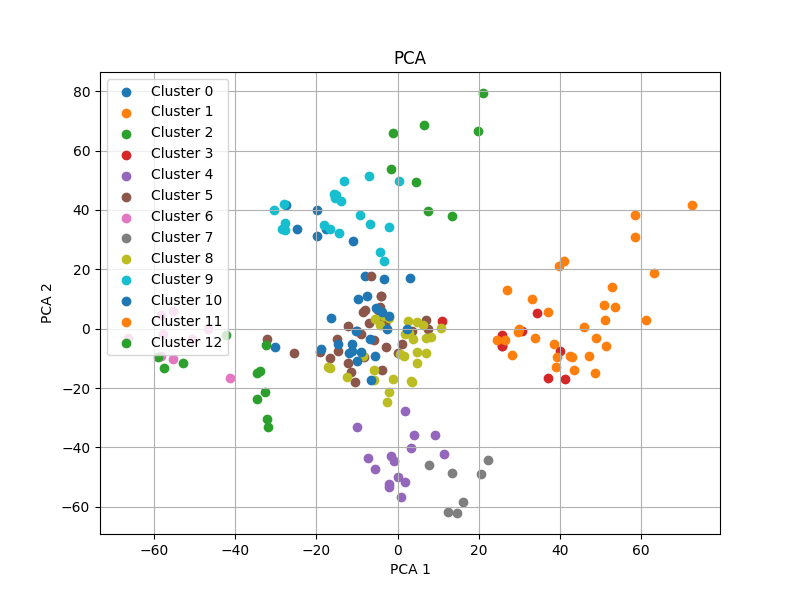 PCA
Cluster 0
Cluster 1
Cluster 2
Cluster 3
Cluster 4
Cluster 5
Cluster 6
Cluster 7
Cluster 8
Cluster 9
Cluster 10
Cluster 11
Cluster 12
80
60
40
20
0
−20
−40
−60
PCA 2
−60 −40 −20 0 20 40 60
PCA 1